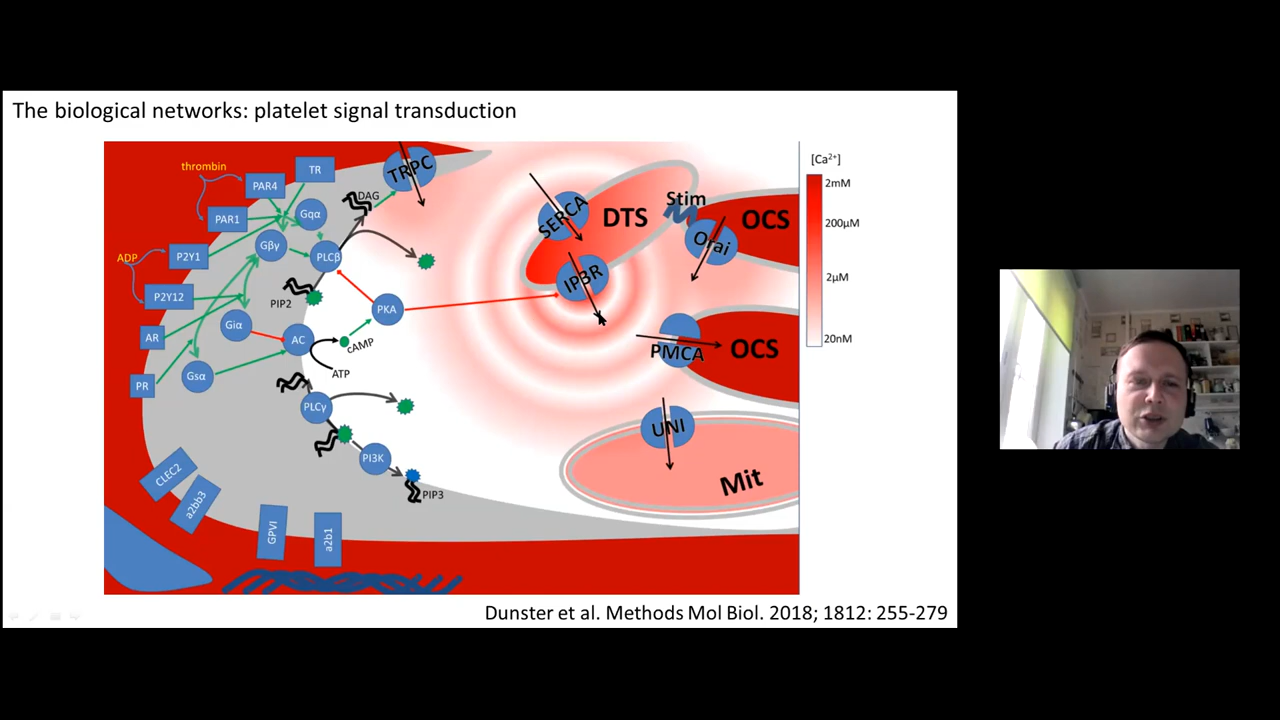 The biological networks: platelet signal transduction
thrombin
TR
PAR4
PAR1
Gqα
DAG
TRPC
ADP
P2Y1
Gβγ
PLCβ
P2Y12
PIP2
PKA
AR
Giα
AC
cAMP
ATP
PR
Gsα
PLCγ
PI3K
PIP3
CLEC2
a2bb3
GPVI
a2b1
SERCA
DTS
IP3R
Stim
Orai
OCS
PMCA
OCS
UNI
Mit
[Ca²⁺]
2mM
200μM
2μM
20nM
Dunster et al. Methods Mol Biol. 2018; 1812: 255-279